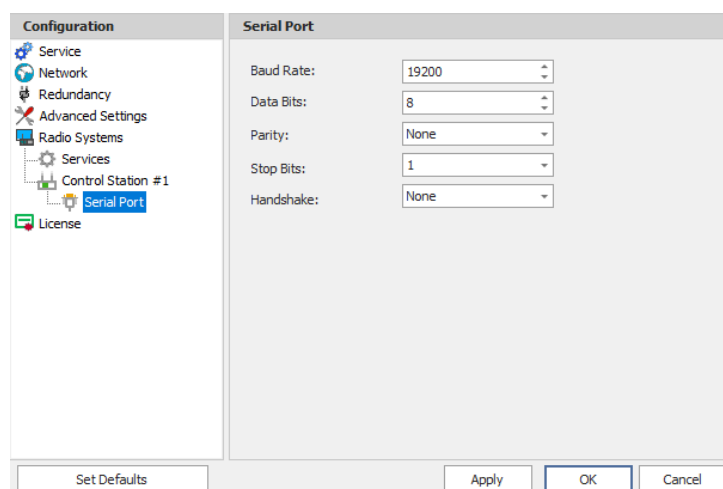 Configuration
Service
Network
Redundancy
Advanced Settings
Radio Systems
Services
Control Station #1
Serial Port
License
Serial Port
Baud Rate: 19200
Data Bits: 8
Parity: None
Stop Bits: 1
Handshake: None
Set Defaults
Apply
OK
Cancel